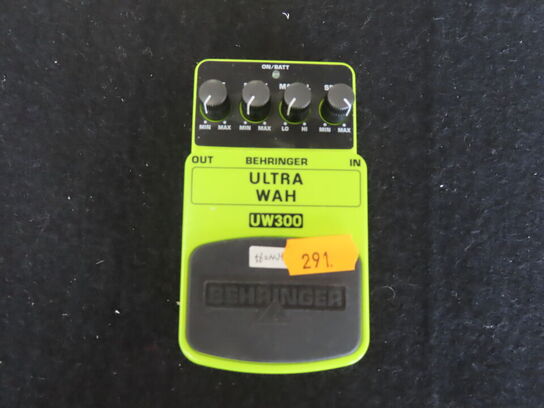 ON/BATT
MIN MAX MIN MAX LO HI MIN MAX
OUT BEHRINGER IN
ULTRA
WAH
UW300
291.
BEHRINGER